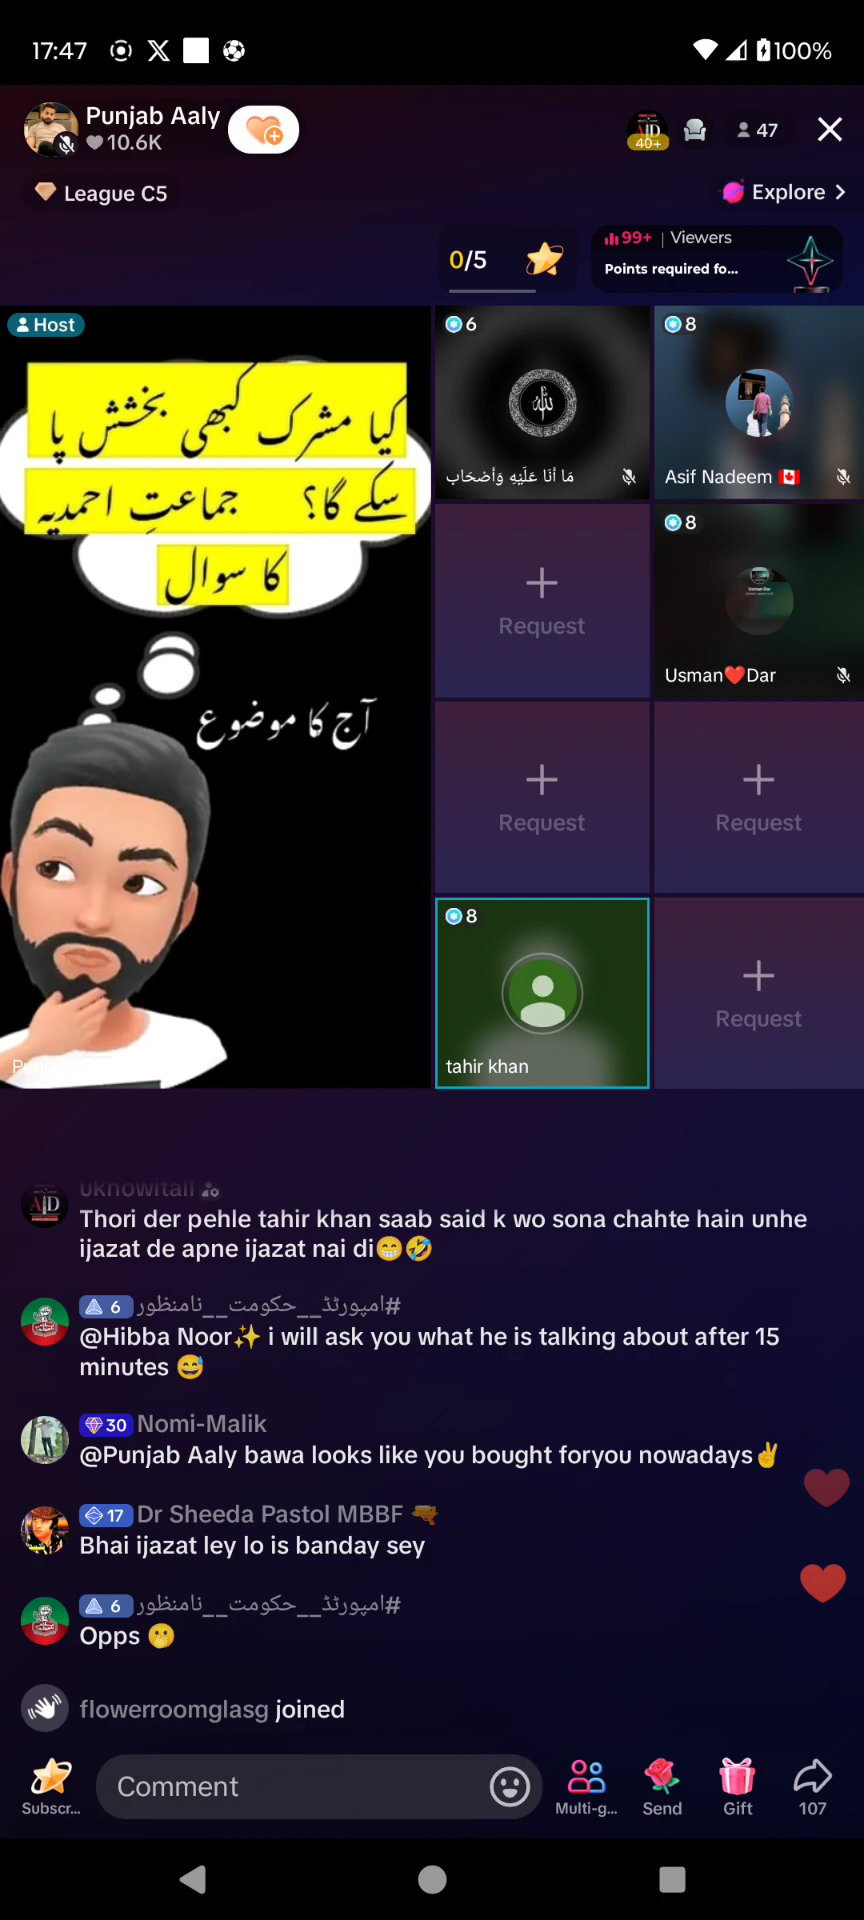 17:47
100%
Punjab Aaly
10.6K
40+
47
League C5
Explore
0/5
99+ | Viewers
Points required fo...
Host
کیا مشرک کبھی بخشش پا
سکے گا؟ جماعتِ احمدیہ
کا سوال
آج کا موضوع
6
مَا أَنَا عَلَيْهِ وَأَصْحَاب
8
Asif Nadeem 🇨🇦
Request
8
Usman❤️Dar
Request
Request
8
tahir khan
Request
uknowitall
Thori der pehle tahir khan saab said k wo sona chahte hain unhe
ijazat de apne ijazat nai di😁🤣
6 #امپورٹڈ__حکومت__نامنظور
@Hibba Noor✨ i will ask you what he is talking about after 15
minutes 😅
30 Nomi-Malik
@Punjab Aaly bawa looks like you bought foryou nowadays✌️
17 Dr Sheeda Pastol MBBF 🔫
Bhai ijazat ley lo is banday sey
6 #امپورٹڈ__حکومت__نامنظور
Opps 🫢
flowerroomglasg joined
Comment
Subscr...
Multi-g...
Send
Gift
107